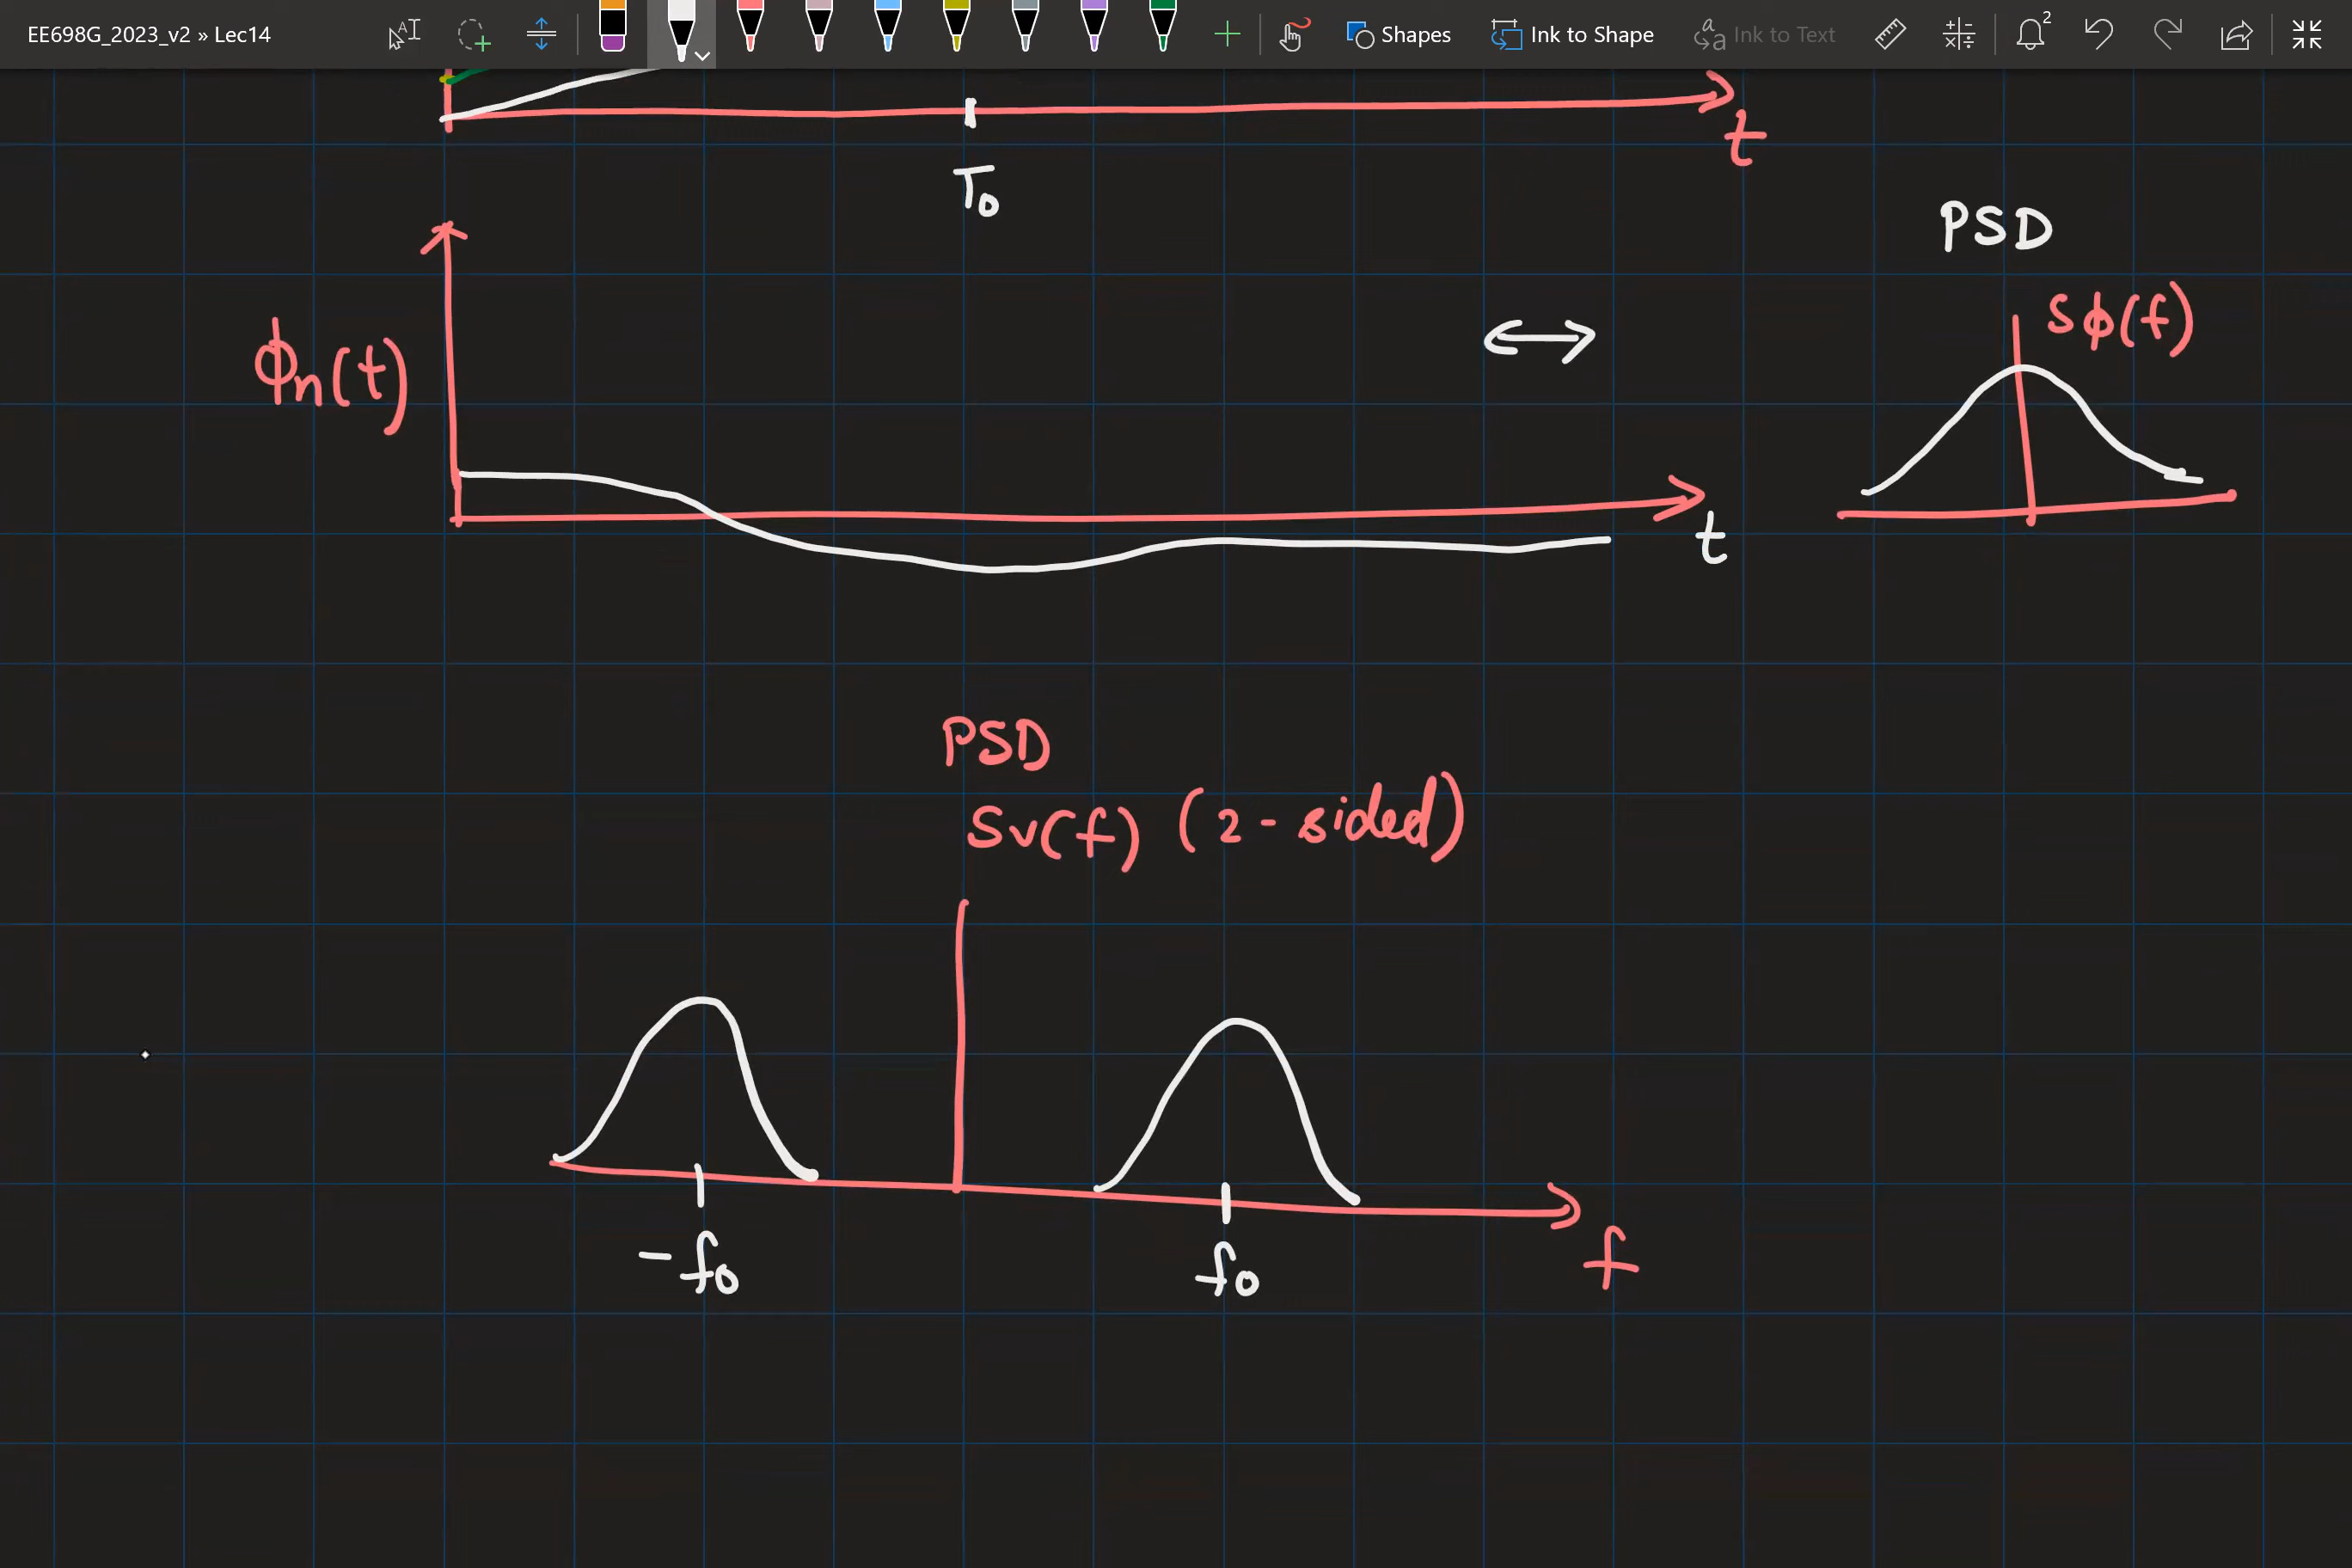 EE698G_2023_v2 » Lec14
Shapes
Ink to Shape
Ink to Text
2
t
T₀
PSD
Sϕ(f)
ϕₙ(t)
t
PSD
Sv(f) (2-sided)
-f₀
f₀
f